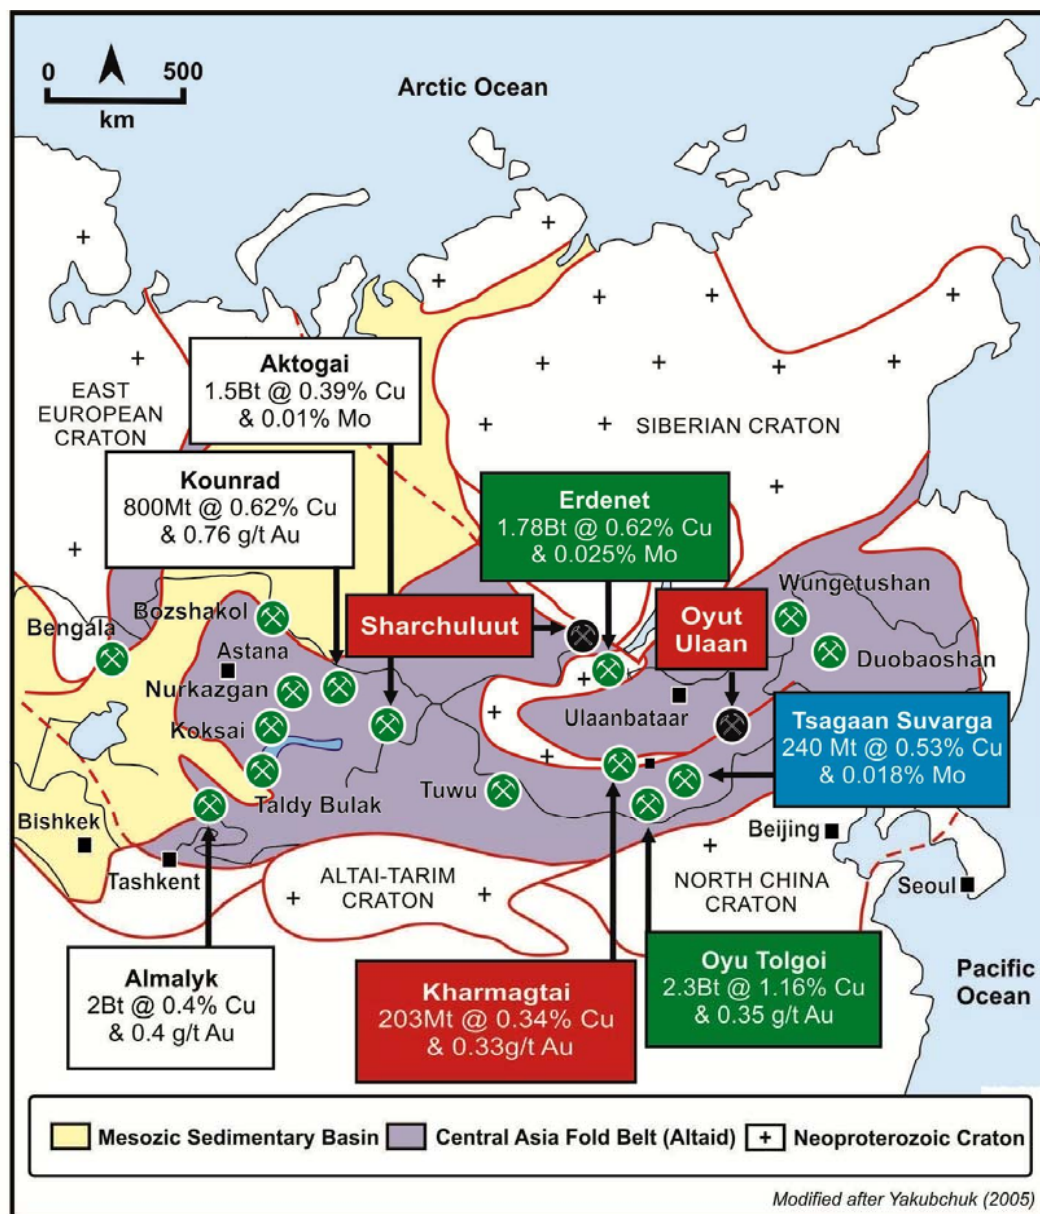 0 500
km
Arctic Ocean
EAST
EUROPEAN
CRATON
Aktogai
1.5Bt @ 0.39% Cu
& 0.01% Mo
SIBERIAN CRATON
Kounrad
800Mt @ 0.62% Cu
& 0.76 g/t Au
Erdenet
1.78Bt @ 0.62% Cu
& 0.025% Mo
Wungetushan
Bozshakol
Bengala
Astana
Sharchuluut
Oyut
Ulaan
Duobaoshan
Nurkazgan
Koksai
Ulaanbataar
Tsagaan Suvarga
240 Mt @ 0.53% Cu
& 0.018% Mo
Taldy Bulak
Tuwu
Bishkek
Tashkent
Beijing
Seoul
ALTAI-TARIM
CRATON
NORTH CHINA
CRATON
Almalyk
2Bt @ 0.4% Cu
& 0.4 g/t Au
Kharmagtai
203Mt @ 0.34% Cu
& 0.33g/t Au
Oyu Tolgoi
2.3Bt @ 1.16% Cu
& 0.35 g/t Au
Pacific
Ocean
Mesozic Sedimentary Basin Central Asia Fold Belt (Altaid) Neoproterozoic Craton
Modified after Yakubchuk (2005)